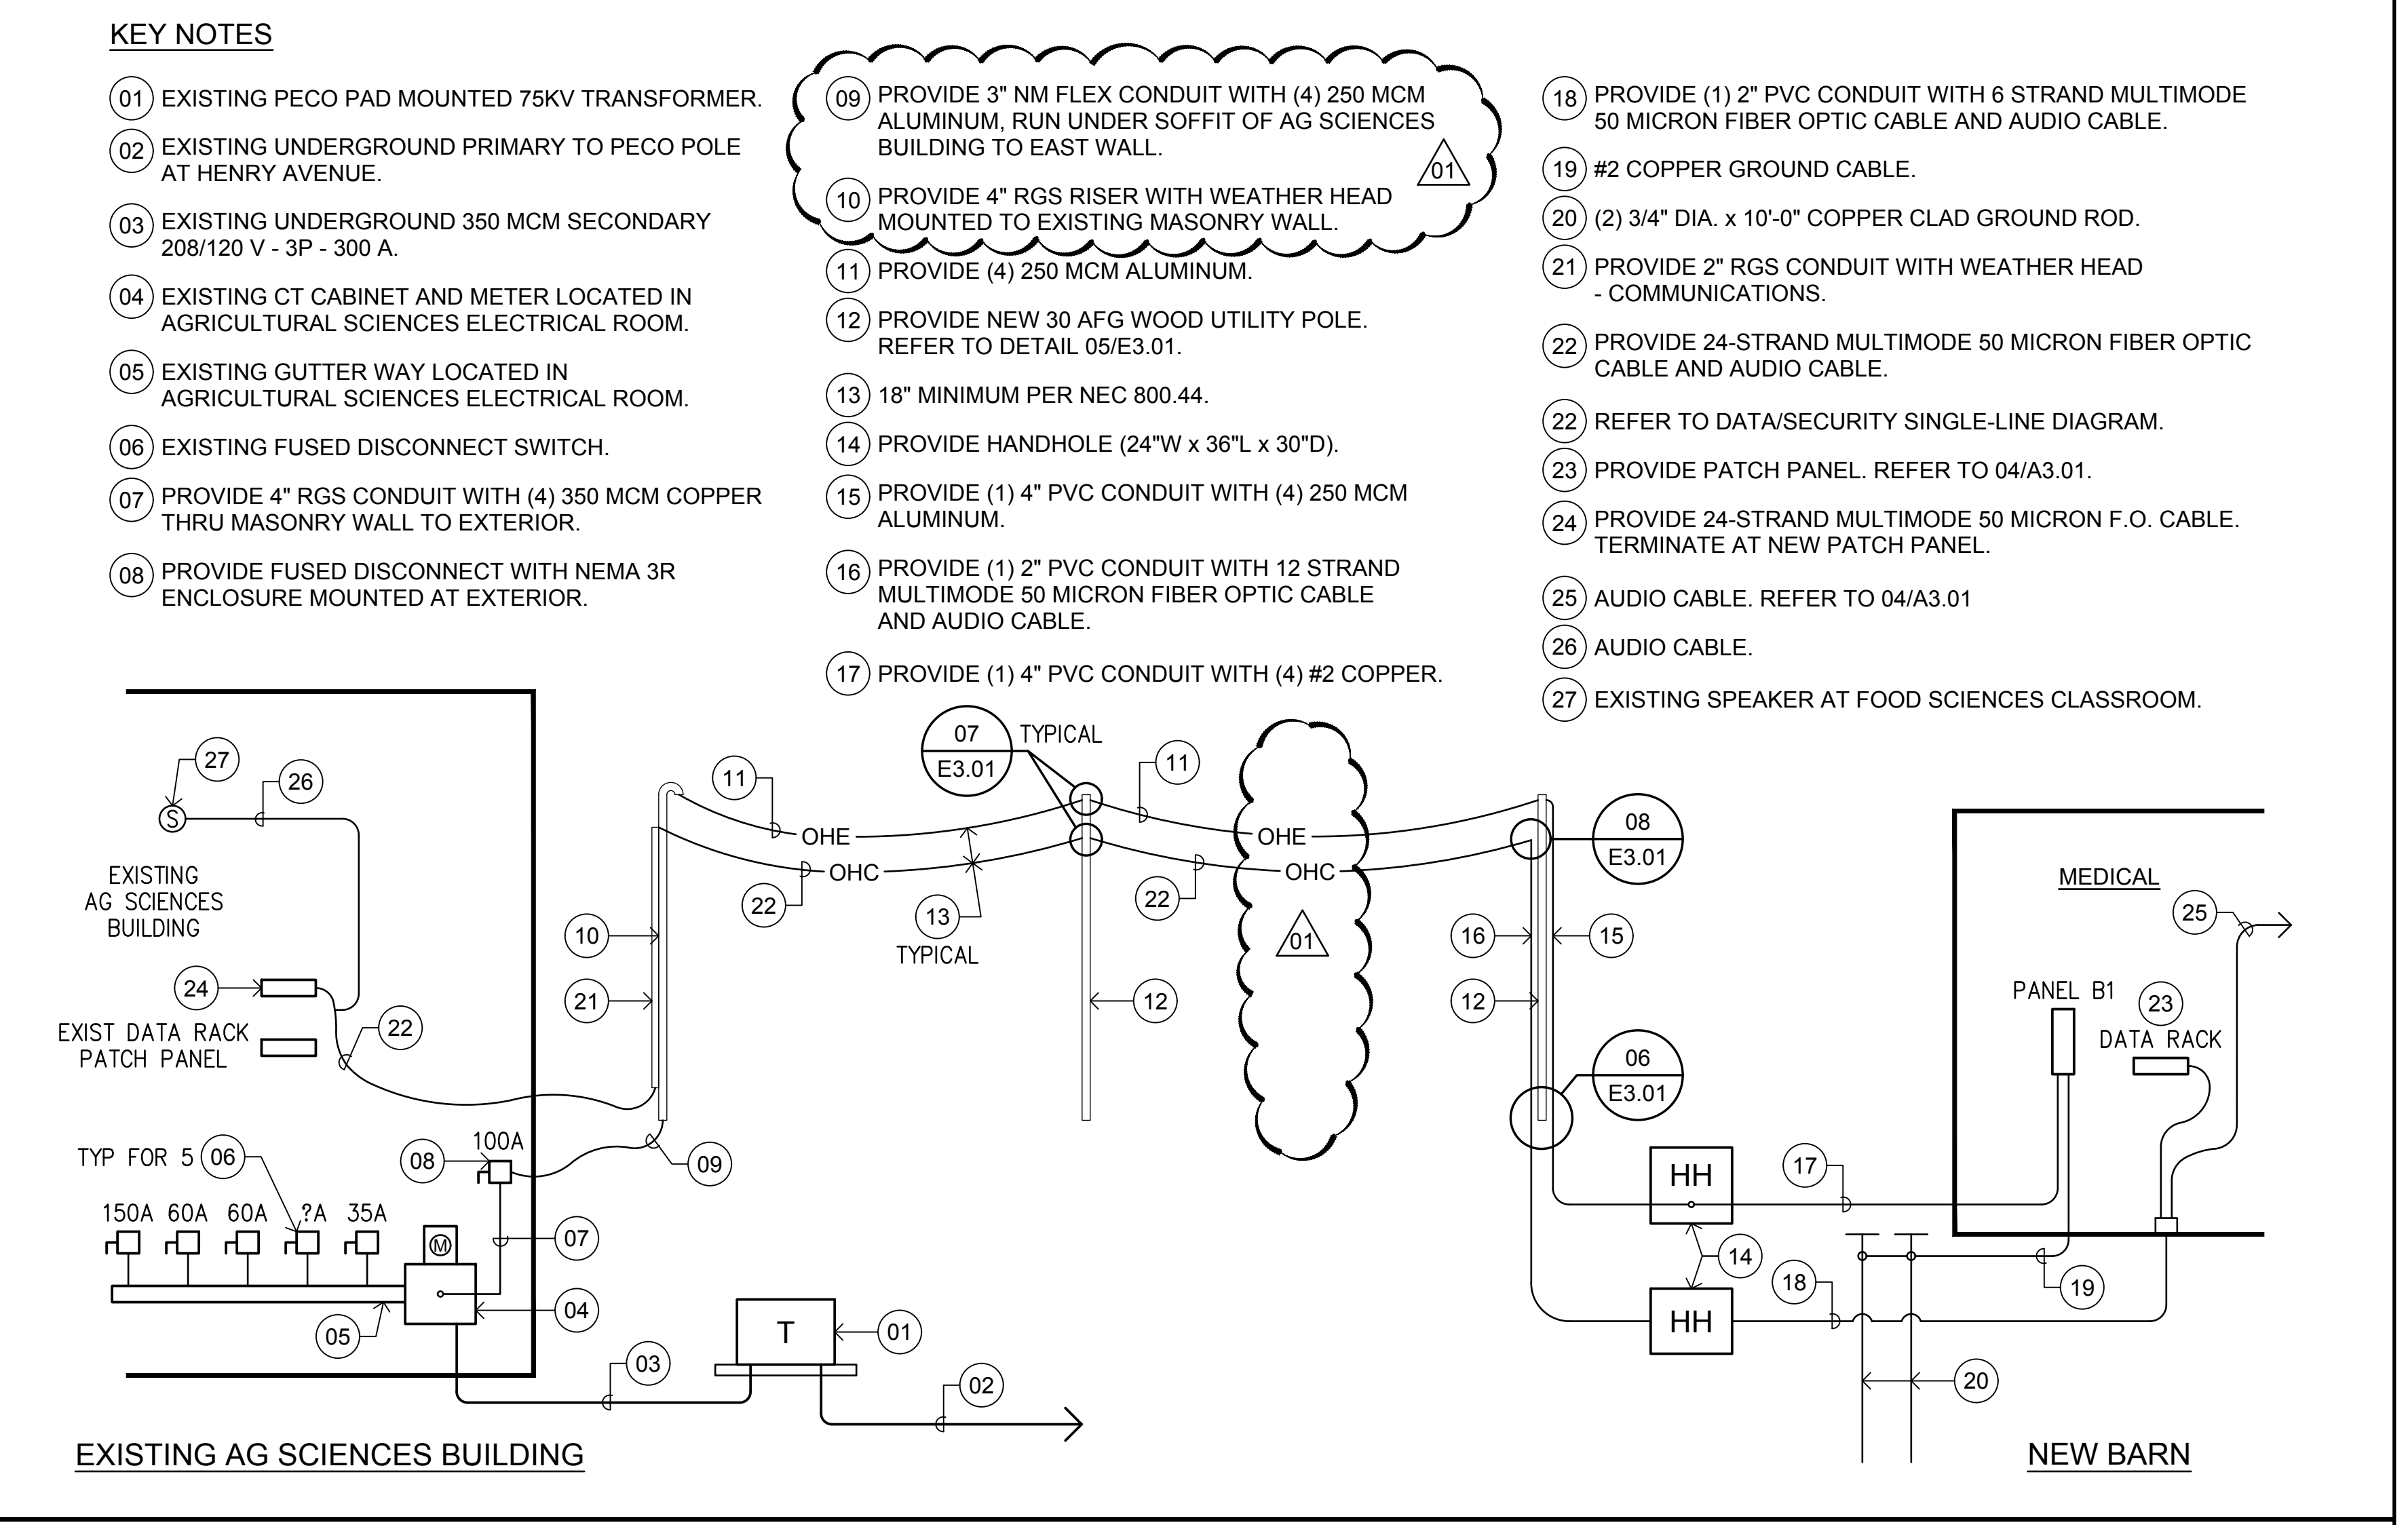 KEY NOTES
01 EXISTING PECO PAD MOUNTED 75KV TRANSFORMER.
02 EXISTING UNDERGROUND PRIMARY TO PECO POLE
AT HENRY AVENUE.
03 EXISTING UNDERGROUND 350 MCM SECONDARY
208/120 V - 3P - 300 A.
04 EXISTING CT CABINET AND METER LOCATED IN
AGRICULTURAL SCIENCES ELECTRICAL ROOM.
05 EXISTING GUTTER WAY LOCATED IN
AGRICULTURAL SCIENCES ELECTRICAL ROOM.
06 EXISTING FUSED DISCONNECT SWITCH.
07 PROVIDE 4" RGS CONDUIT WITH (4) 350 MCM COPPER
THRU MASONRY WALL TO EXTERIOR.
08 PROVIDE FUSED DISCONNECT WITH NEMA 3R
ENCLOSURE MOUNTED AT EXTERIOR.
09 PROVIDE 3" NM FLEX CONDUIT WITH (4) 250 MCM
ALUMINUM, RUN UNDER SOFFIT OF AG SCIENCES
BUILDING TO EAST WALL.
01
10 PROVIDE 4" RGS RISER WITH WEATHER HEAD
MOUNTED TO EXISTING MASONRY WALL.
11 PROVIDE (4) 250 MCM ALUMINUM.
12 PROVIDE NEW 30 AFG WOOD UTILITY POLE.
REFER TO DETAIL 05/E3.01.
13 18" MINIMUM PER NEC 800.44.
14 PROVIDE HANDHOLE (24"W x 36"L x 30"D).
15 PROVIDE (1) 4" PVC CONDUIT WITH (4) 250 MCM
ALUMINUM.
16 PROVIDE (1) 2" PVC CONDUIT WITH 12 STRAND
MULTIMODE 50 MICRON FIBER OPTIC CABLE
AND AUDIO CABLE.
17 PROVIDE (1) 4" PVC CONDUIT WITH (4) #2 COPPER.
18 PROVIDE (1) 2" PVC CONDUIT WITH 6 STRAND MULTIMODE
50 MICRON FIBER OPTIC CABLE AND AUDIO CABLE.
19 #2 COPPER GROUND CABLE.
20 (2) 3/4" DIA. x 10'-0" COPPER CLAD GROUND ROD.
21 PROVIDE 2" RGS CONDUIT WITH WEATHER HEAD
- COMMUNICATIONS.
22 PROVIDE 24-STRAND MULTIMODE 50 MICRON FIBER OPTIC
CABLE AND AUDIO CABLE.
22 REFER TO DATA/SECURITY SINGLE-LINE DIAGRAM.
23 PROVIDE PATCH PANEL. REFER TO 04/A3.01.
24 PROVIDE 24-STRAND MULTIMODE 50 MICRON F.O. CABLE.
TERMINATE AT NEW PATCH PANEL.
25 AUDIO CABLE. REFER TO 04/A3.01
26 AUDIO CABLE.
27 EXISTING SPEAKER AT FOOD SCIENCES CLASSROOM.
27
26
S
EXISTING
AG SCIENCES
BUILDING
24
EXIST DATA RACK
PATCH PANEL
22
TYP FOR 5 06
08
100A
150A 60A 60A ?A 35A
M
07
05
04
03
T
01
02
EXISTING AG SCIENCES BUILDING
11
OHE
OHC
22
10
21
09
13
TYPICAL
07
E3.01
TYPICAL
11
22
12
OHE
OHC
01
08
E3.01
16
15
12
06
E3.01
HH
HH
14
17
18
19
20
MEDICAL
25
PANEL B1
23
DATA RACK
NEW BARN